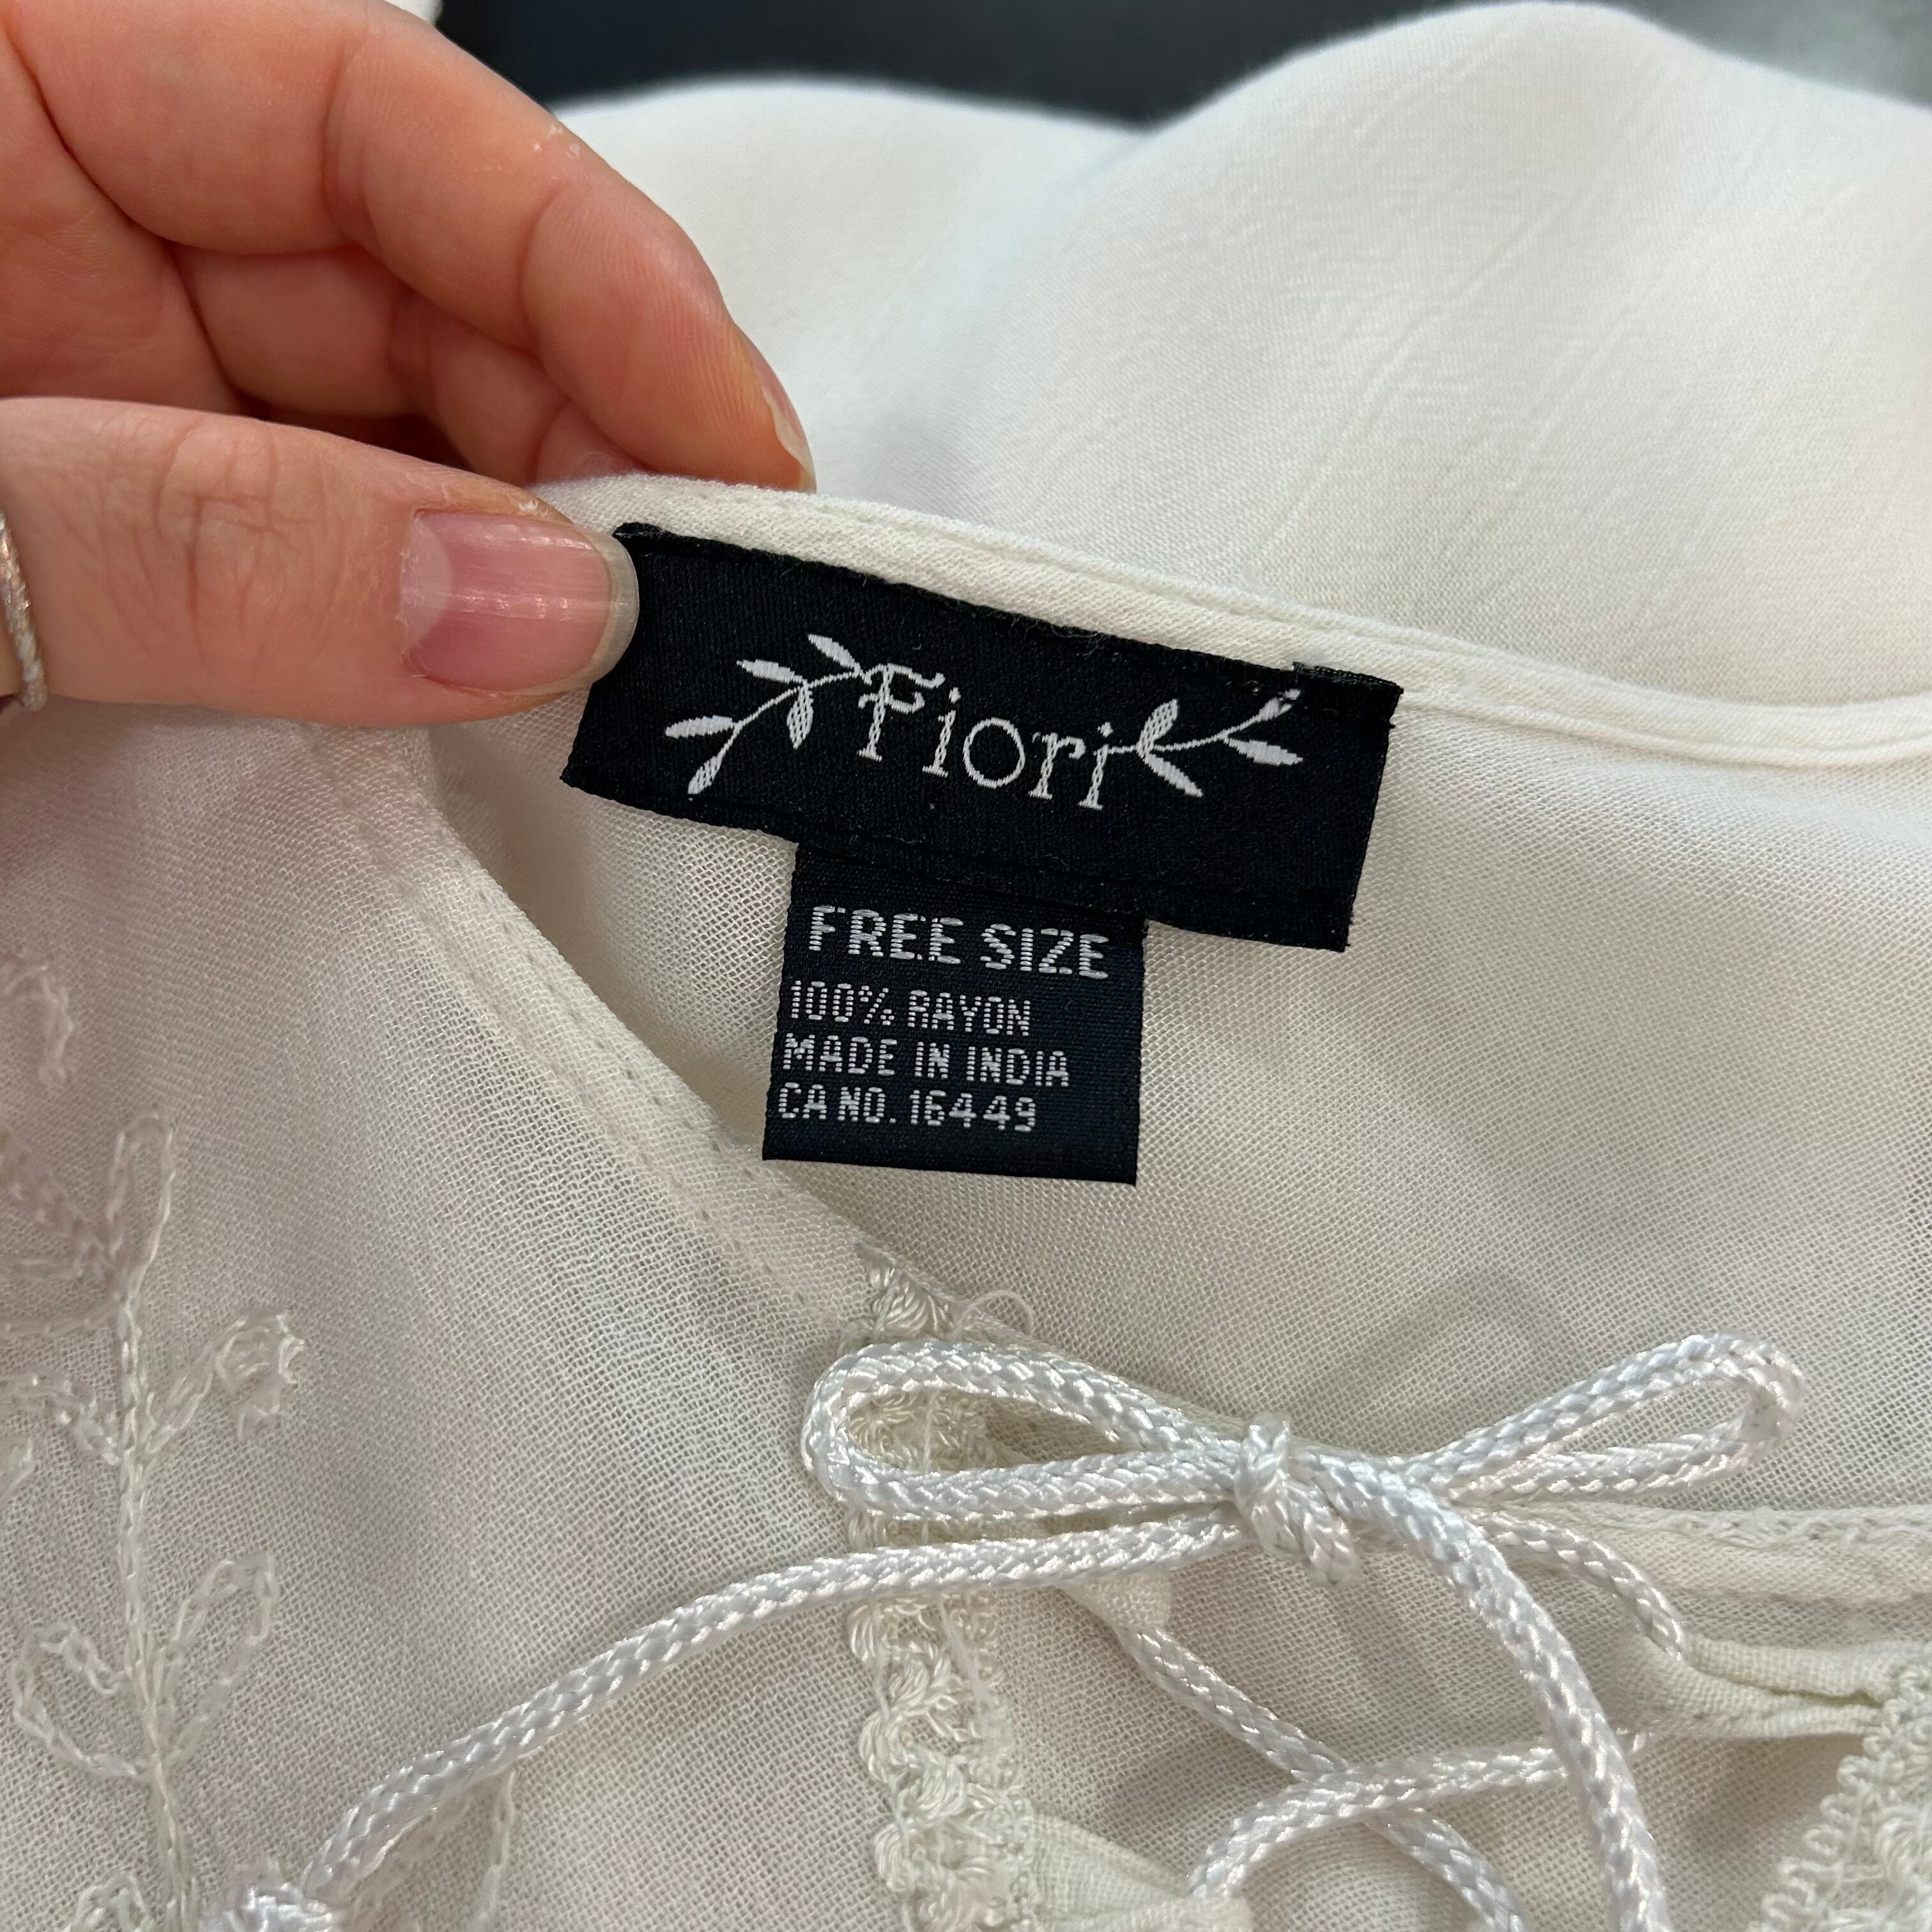 Fiori
FREE SIZE
100% RAYON
MADE IN INDIA
CA NO. 16449